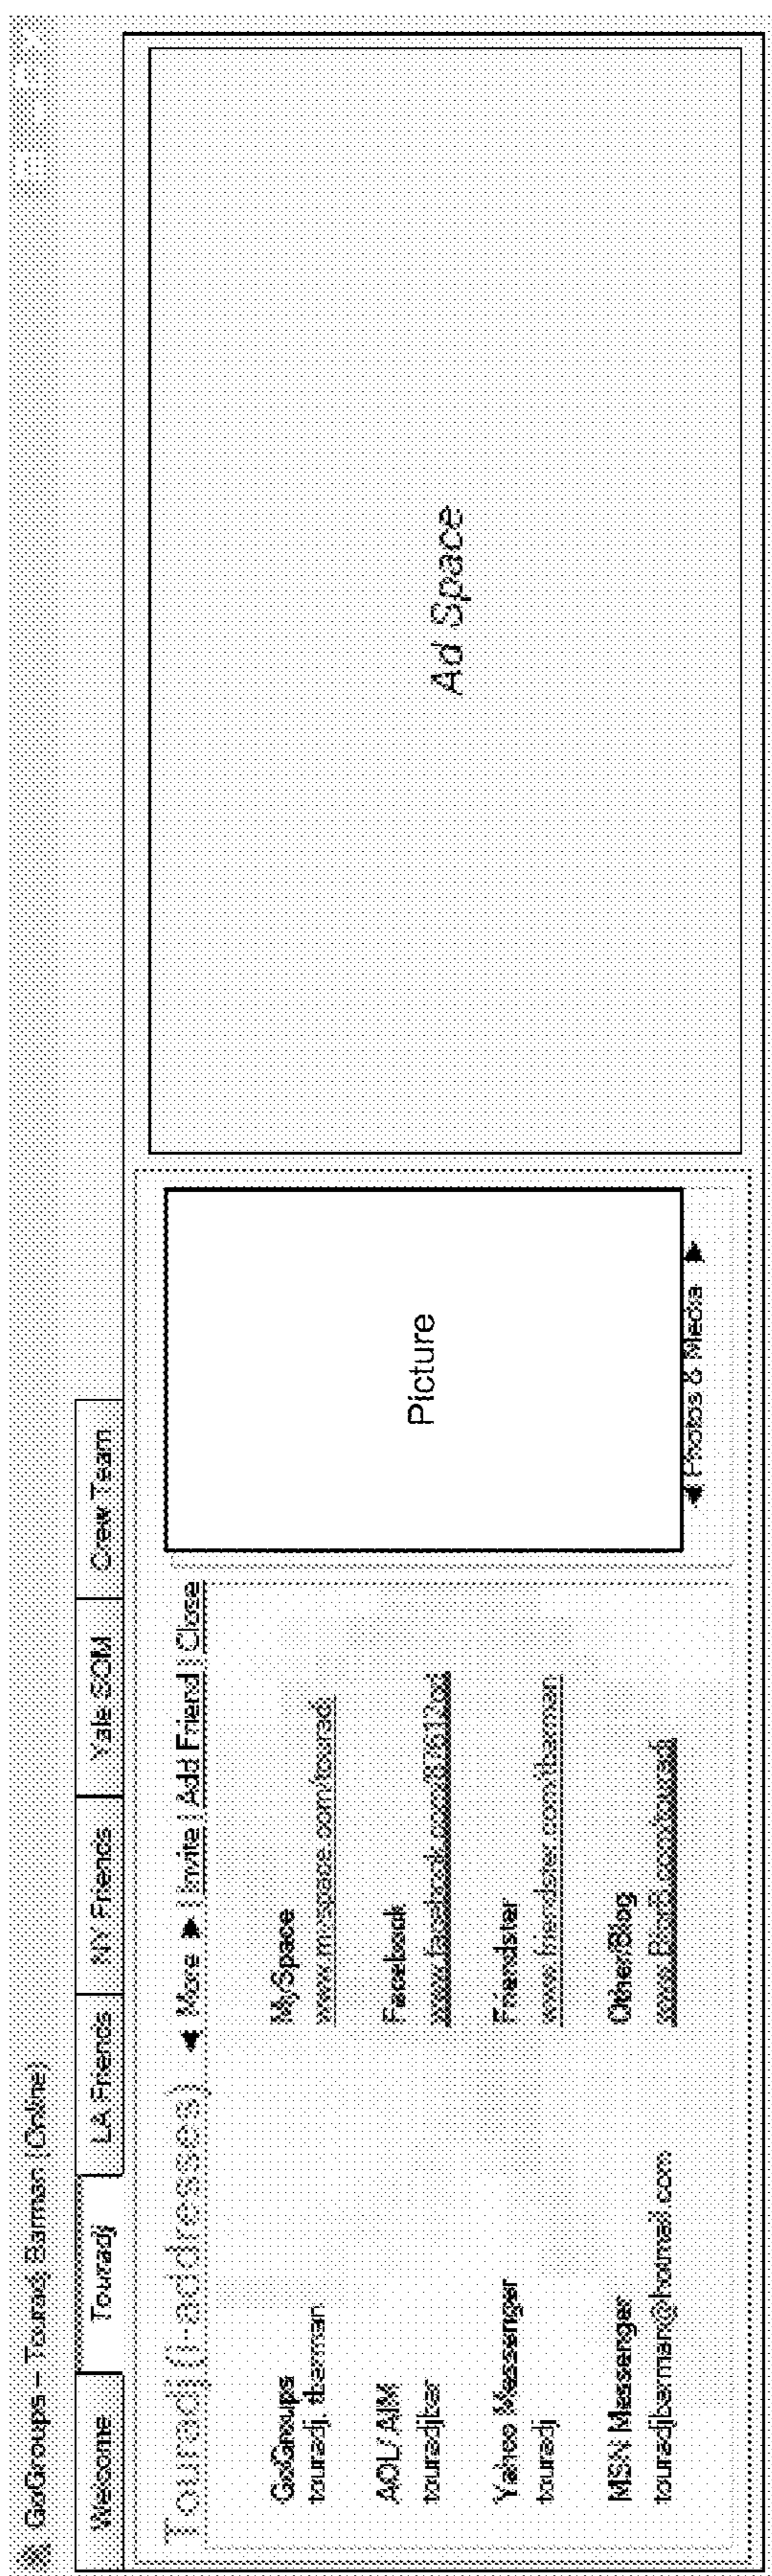 GoGroups – Touradj Barman (Online)
Welcome
Touradj
LA Friends
NY Friends
Yale SOM
Crew Team
Touradj (I-addresses) ◄ More ► | Invite | Add Friend | Close
GoGroups
touradj.tbarman
AOL/ AIM
touradjbar
Yahoo Messenger
touradj
MSN Messenger
touradjbarman@hotmail.com
MySpace
www.myspace.com/touradj
Facebook
Friendster
www.friendster.com/tbarman
Other/Blog
Picture
◄ Photos & Media ►
Ad Space